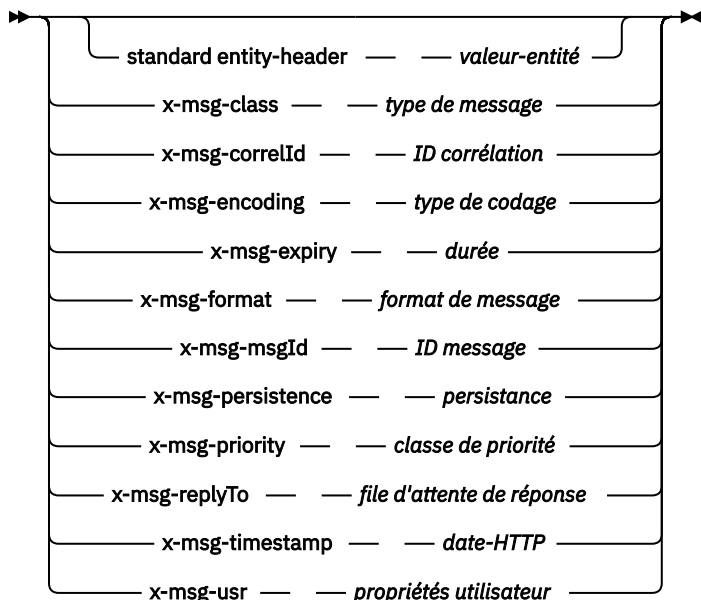 standard entity-header valeur-entité
x-msg-class type de message
x-msg-correlId ID corrélation
x-msg-encoding type de codage
x-msg-expiry durée
x-msg-format format de message
x-msg-msgId ID message
x-msg-persistence persistance
x-msg-priority classe de priorité
x-msg-replyTo file d'attente de réponse
x-msg-timestamp date-HTTP
x-msg-usr propriétés utilisateur